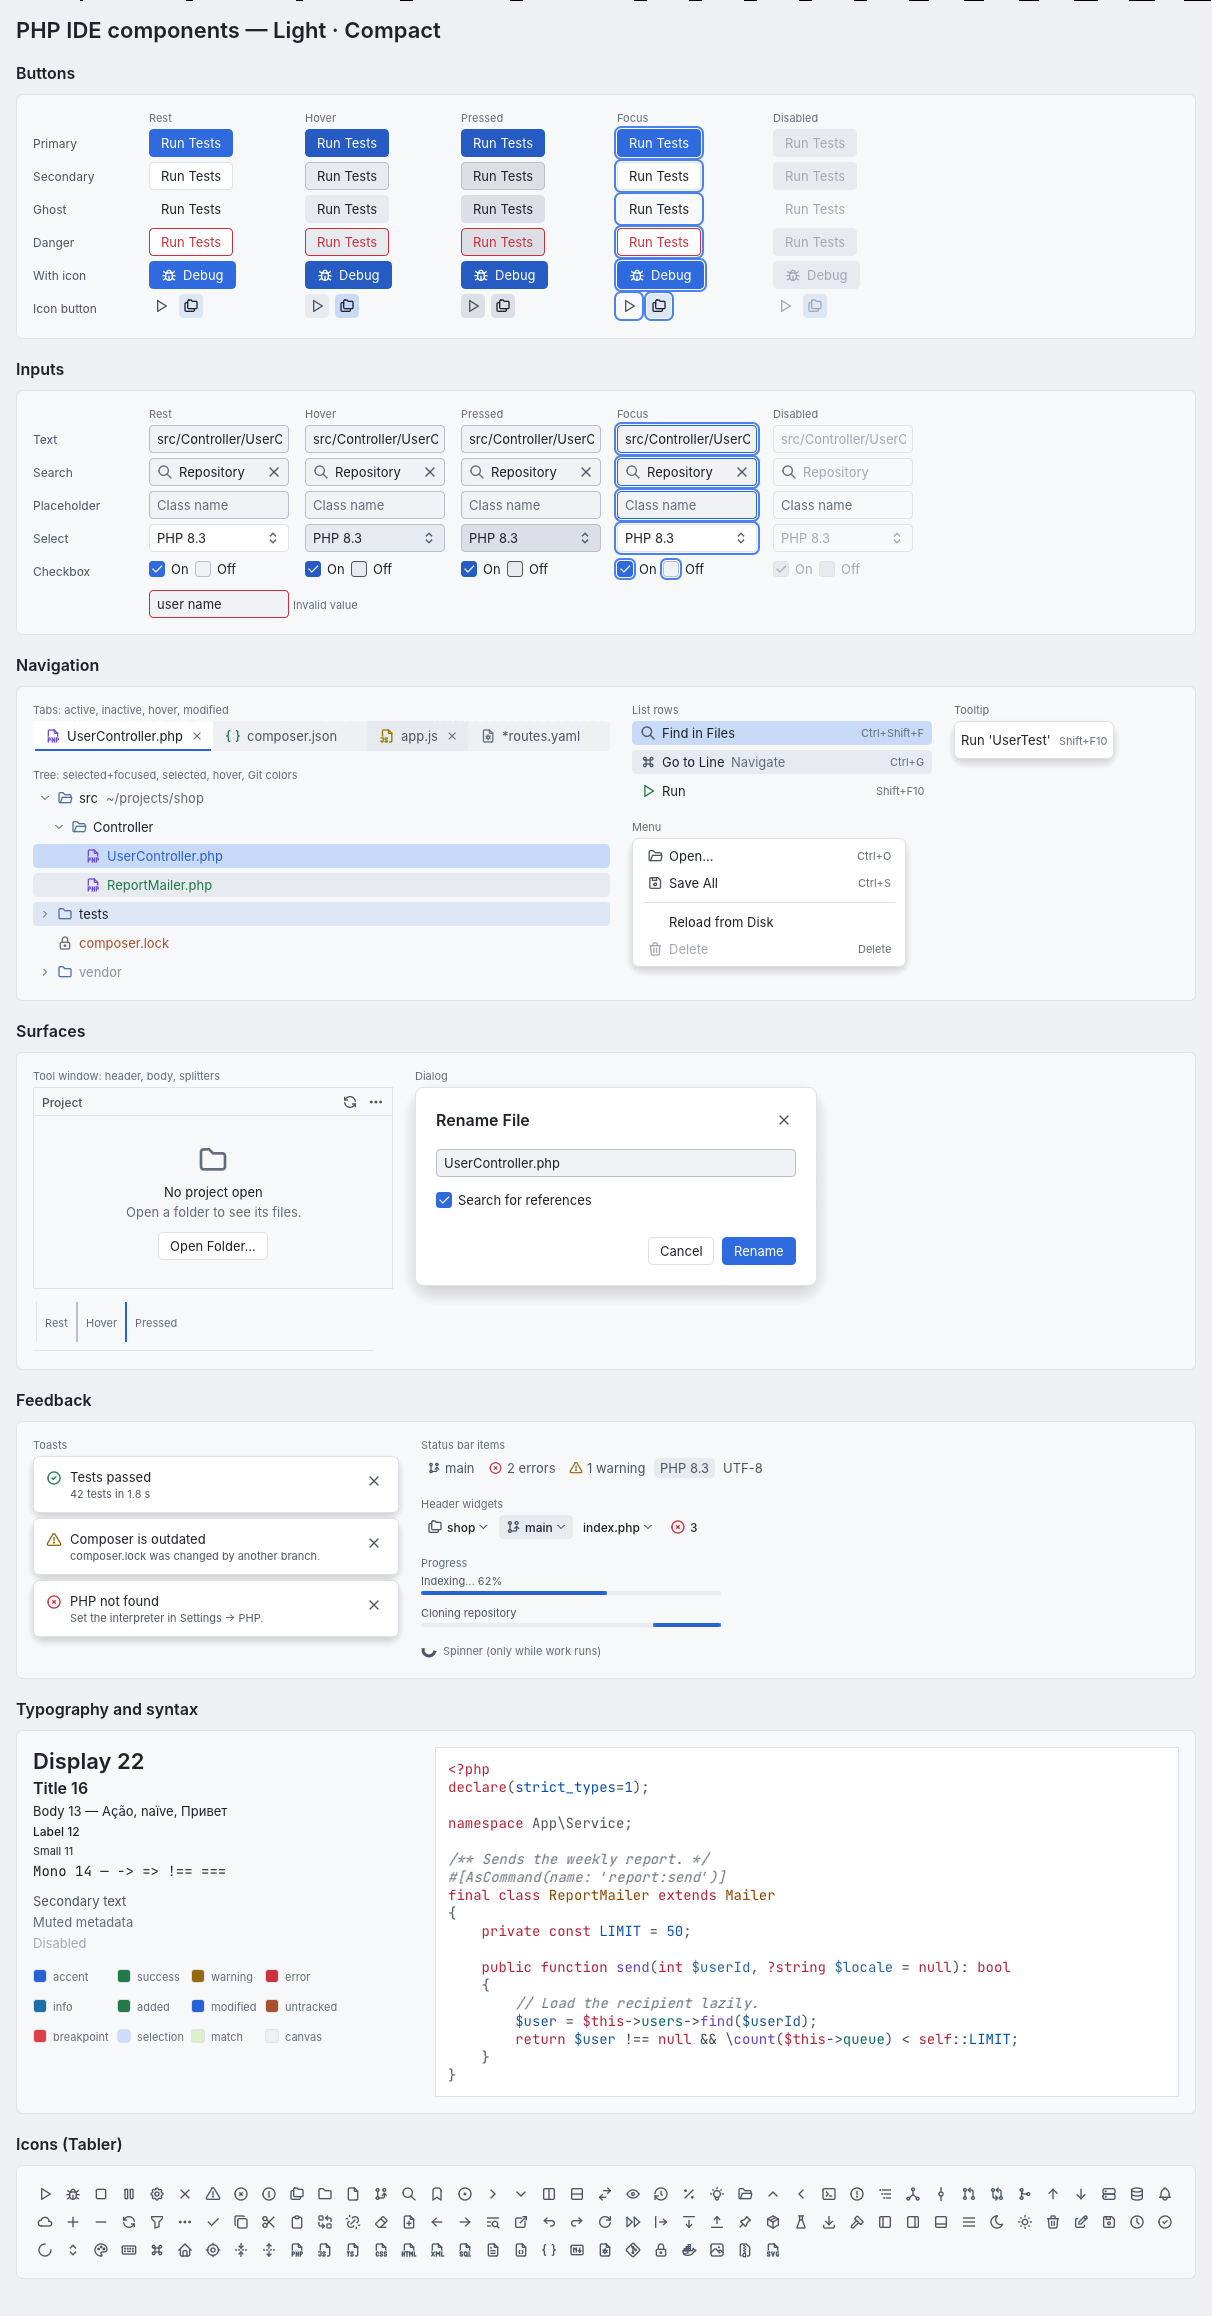 PHP IDE components — Light · Compact
Buttons
Rest Hover Pressed Focus Disabled
Primary Run Tests Run Tests Run Tests Run Tests Run Tests
Secondary Run Tests Run Tests Run Tests Run Tests Run Tests
Ghost Run Tests Run Tests Run Tests Run Tests Run Tests
Danger Run Tests Run Tests Run Tests Run Tests Run Tests
With icon Debug Debug Debug Debug Debug
Icon button
Inputs
Rest Hover Pressed Focus Disabled
Text src/Controller/UserC src/Controller/UserC src/Controller/UserC src/Controller/UserC src/Controller/UserC
Search Repository Repository Repository Repository Repository
Placeholder Class name Class name Class name Class name Class name
Select PHP 8.3 PHP 8.3 PHP 8.3 PHP 8.3 PHP 8.3
Checkbox On Off On Off On Off On Off On Off
user name Invalid value
Navigation
Tabs: active, inactive, hover, modified
UserController.php composer.json app.js *routes.yaml
Tree: selected+focused, selected, hover, Git colors
src ~/projects/shop
Controller
UserController.php
ReportMailer.php
tests
composer.lock
vendor
List rows
Find in Files Ctrl+Shift+F
Go to Line Navigate Ctrl+G
Run Shift+F10
Menu
Open... Ctrl+O
Save All Ctrl+S
Reload from Disk
Delete Delete
Tooltip
Run 'UserTest' Shift+F10
Surfaces
Tool window: header, body, splitters
Project
No project open
Open a folder to see its files.
Open Folder...
Rest Hover Pressed
Dialog
Rename File
UserController.php
Search for references
Cancel Rename
Feedback
Toasts
Tests passed
42 tests in 1.8 s
Composer is outdated
composer.lock was changed by another branch.
PHP not found
Set the interpreter in Settings → PHP.
Status bar items
main 2 errors 1 warning PHP 8.3 UTF-8
Header widgets
shop main index.php 3
Progress
Indexing... 62%
Cloning repository
Spinner (only while work runs)
Typography and syntax
Display 22
Title 16
Body 13 — Ação, naïve, Привет
Label 12
Small 11
Mono 14 — -> => !== ===
Secondary text
Muted metadata
Disabled
accent success warning error
info added modified untracked
breakpoint selection match canvas
<?php
declare(strict_types=1);
namespace App\Service;
/** Sends the weekly report. */
#[AsCommand(name: 'report:send')]
final class ReportMailer extends Mailer
{
private const LIMIT = 50;
public function send(int $userId, ?string $locale = null): bool
{
// Load the recipient lazily.
$user = $this->users->find($userId);
return $user !== null && \count($this->queue) < self::LIMIT;
}
}
Icons (Tabler)